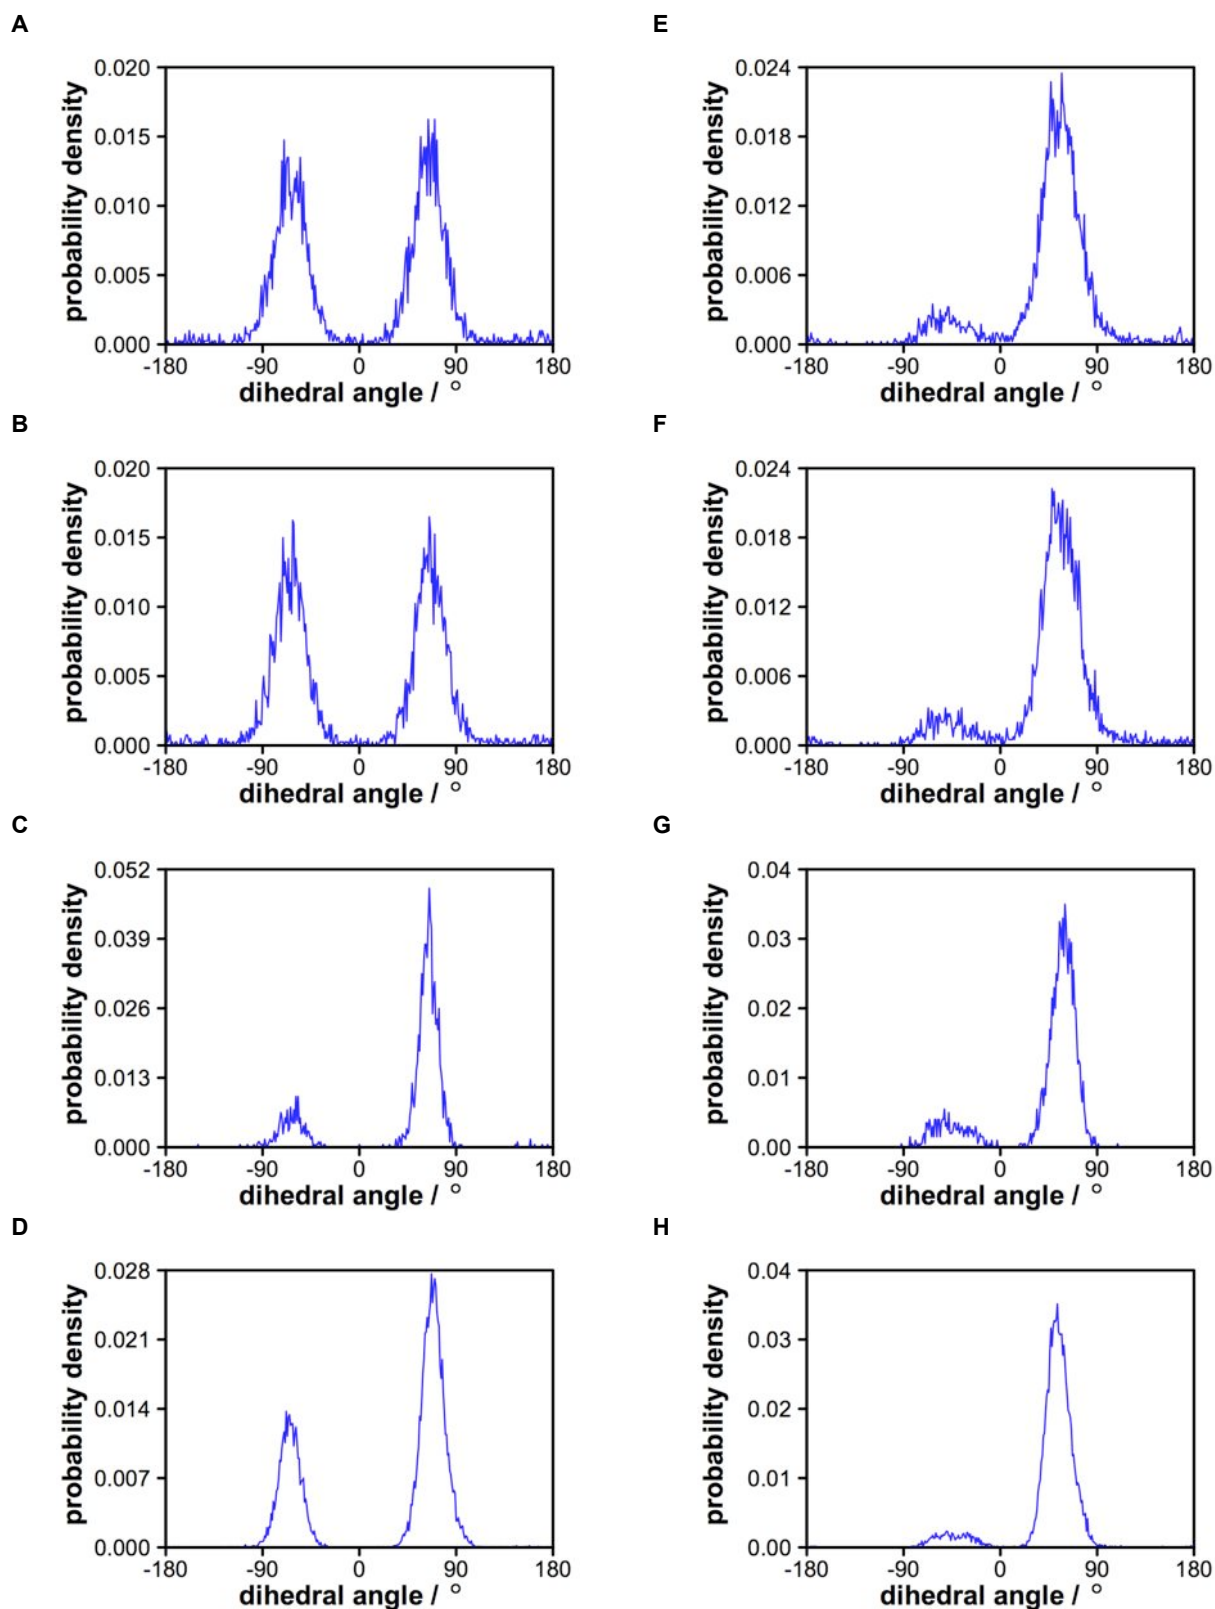 A
probability density
0.020
0.015
0.010
0.005
0.000
-180 -90 0 90 180
dihedral angle / °
E
probability density
0.024
0.018
0.012
0.006
0.000
-180 -90 0 90 180
dihedral angle / °
B
probability density
0.020
0.015
0.010
0.005
0.000
-180 -90 0 90 180
dihedral angle / °
F
probability density
0.024
0.018
0.012
0.006
0.000
-180 -90 0 90 180
dihedral angle / °
C
probability density
0.052
0.039
0.026
0.013
0.000
-180 -90 0 90 180
dihedral angle / °
G
probability density
0.04
0.03
0.02
0.01
0.00
-180 -90 0 90 180
dihedral angle / °
D
probability density
0.028
0.021
0.014
0.007
0.000
-180 -90 0 90 180
dihedral angle / °
H
probability density
0.04
0.03
0.02
0.01
0.00
-180 -90 0 90 180
dihedral angle / °